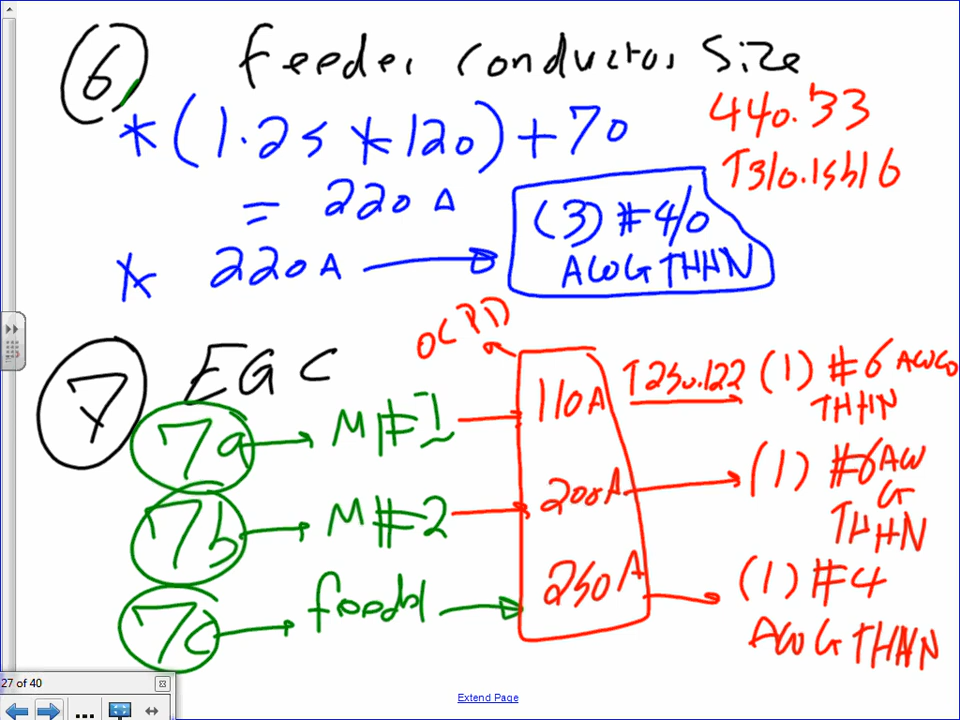 6) Feeder conductor Size
* (1.25 * 120) + 70
440.33
T310.15b16
= 220 A
* 220 A → (3) # 4/0
AWG THHN
7 EGC
OCPD
7a → M#1 → 110A T250.122 (1) # 6 AWG
THHN
7b → M#2 → 200A → (1) #6 AW
G
THHN
7c → feeder → 250A → (1) #4
AWG THHN
27 of 40
...
Extend Page